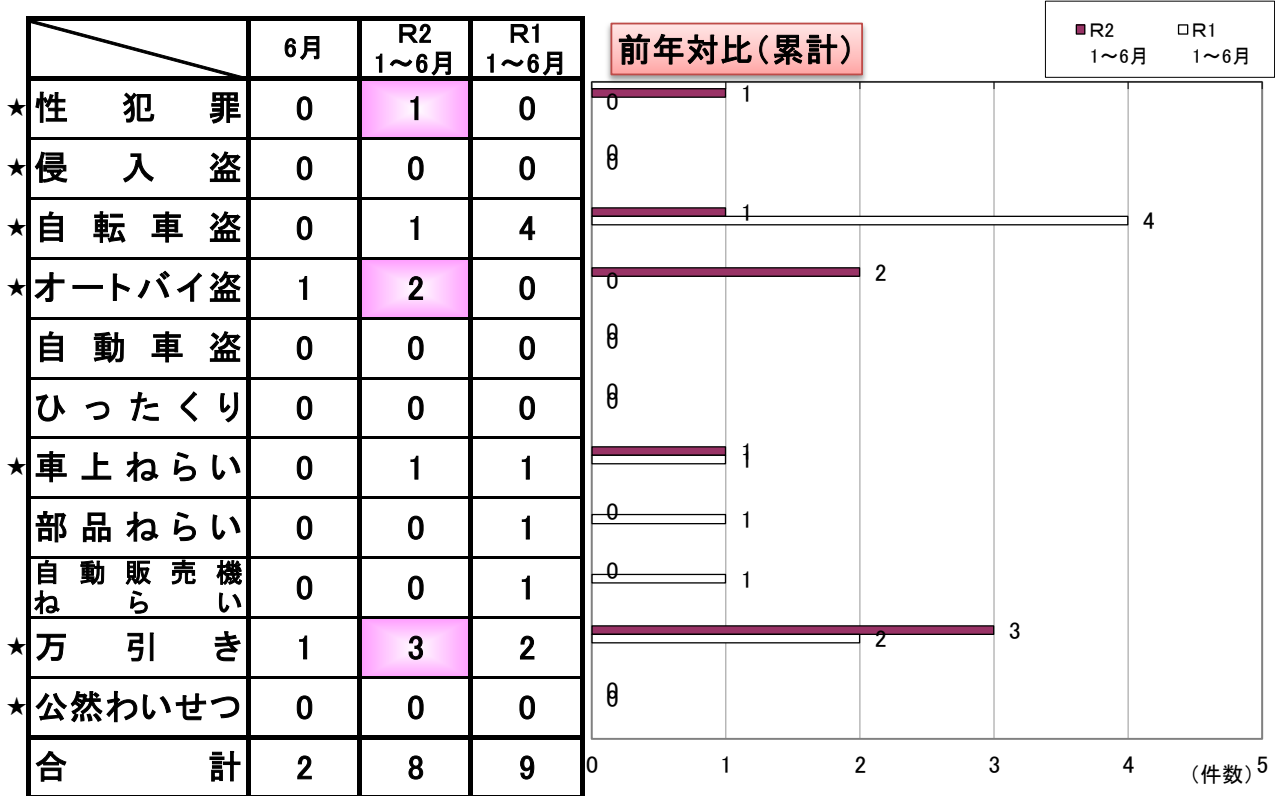 6月 R2 1～6月 R1 1～6月
★性犯罪 0 1 0
★侵入盗 0 0 0
★自転車盗 0 1 4
★オートバイ盗 1 2 0
自動車盗 0 0 0
ひったくり 0 0 0
★車上ねらい 0 1 1
部品ねらい 0 0 1
自動販売機ねらい 0 0 1
★万引き 1 3 2
★公然わいせつ 0 0 0
合計 2 8 9
前年対比（累計）
■R2 1～6月 □R1 1～6月
1
0
0
0
1
4
2
0
0
0
0
0
1
1
0
1
0
1
3
2
0
0
0 1 2 3 4 5
（件数）